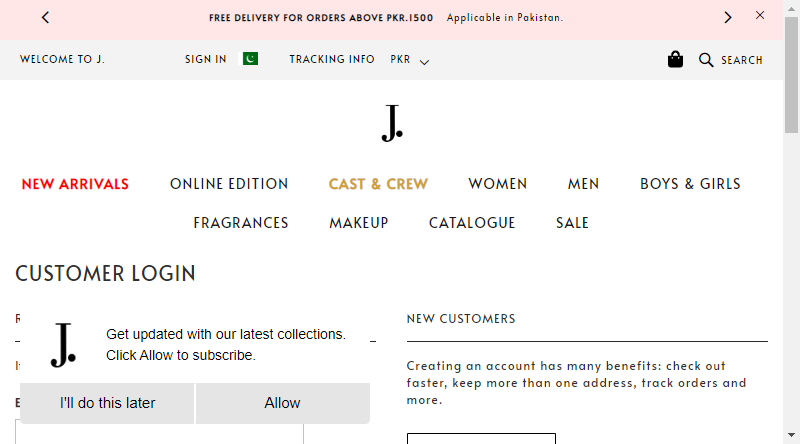 FREE DELIVERY FOR ORDERS ABOVE PKR.1500 Applicable in Pakistan.
WELCOME TO J. SIGN IN TRACKING INFO PKR SEARCH
J.
NEW ARRIVALS ONLINE EDITION CAST & CREW WOMEN MEN BOYS & GIRLS
FRAGRANCES MAKEUP CATALOGUE SALE
CUSTOMER LOGIN
J.
Get updated with our latest collections.
Click Allow to subscribe.
I'll do this later Allow
NEW CUSTOMERS
Creating an account has many benefits: check out
faster, keep more than one address, track orders and
more.